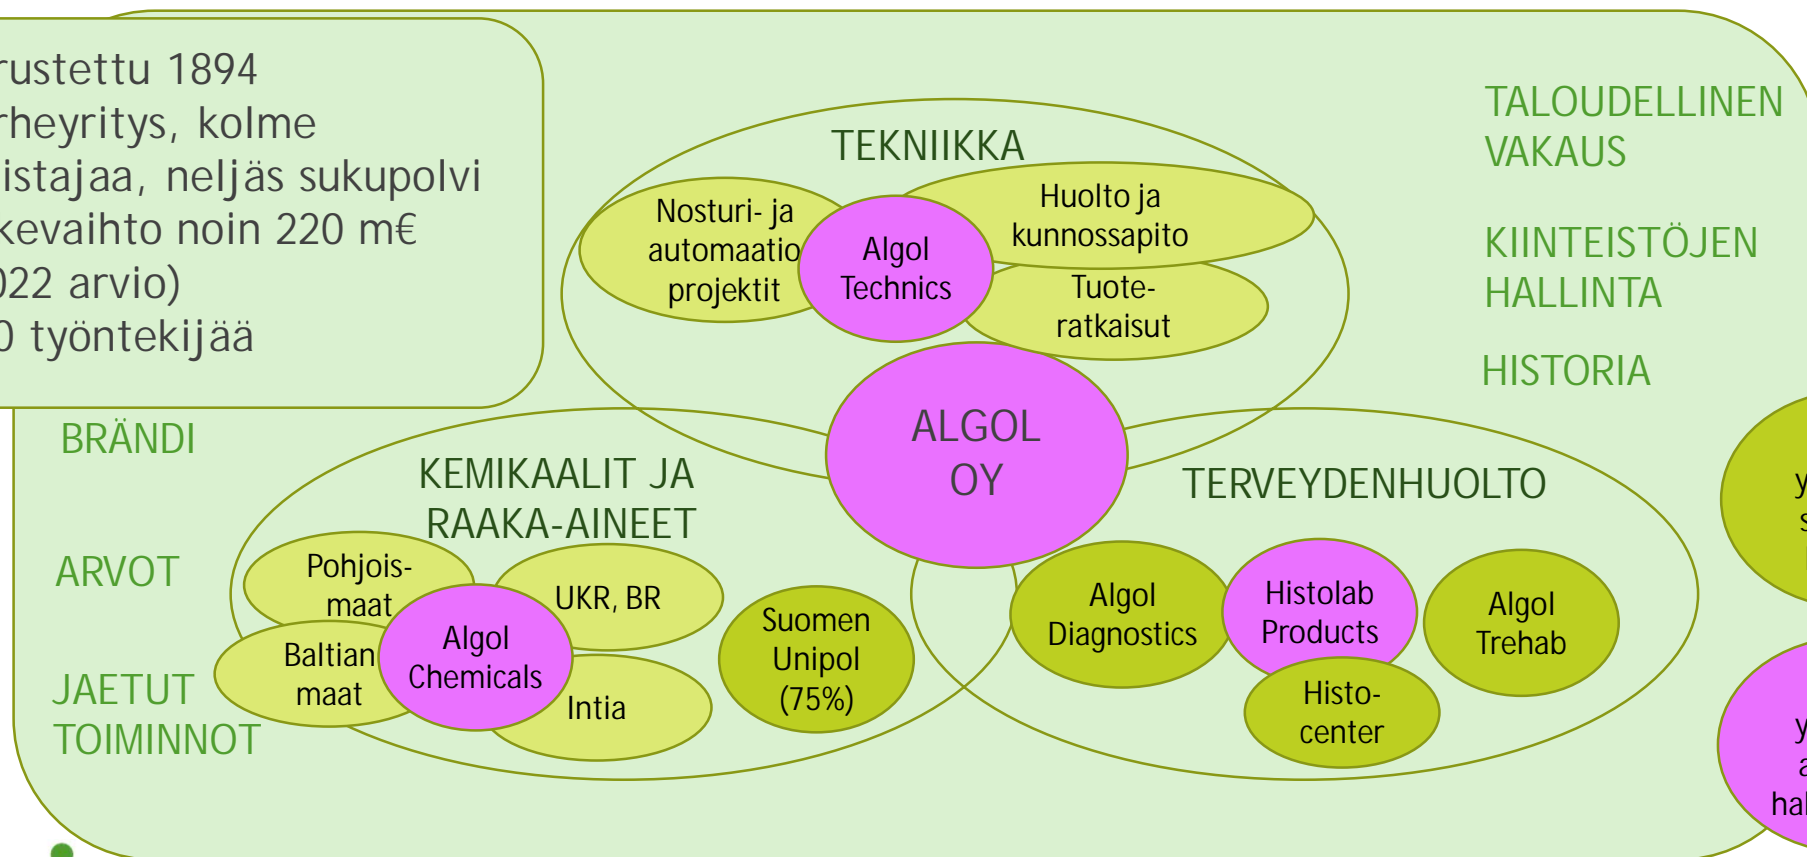 rustettu 1894
rheyritys, kolme
istajaa, neljäs sukupolvi
kevaihto noin 220 m€
022 arvio)
0 työntekijää
TEKNIIKKA
Nosturi- ja
automaatio
projektit
Algol
Technics
Huolto ja
kunnossapito
Tuote-
ratkaisut
TALOUDELLINEN
VAKAUS
KIINTEISTÖJEN
HALLINTA
HISTORIA
BRÄNDI
ARVOT
JAETUT
TOIMINNOT
ALGOL
OY
KEMIKAALIT JA
RAAKA-AINEET
Pohjois-
maat
UKR, BR
Baltian
maat
Algol
Chemicals
Intia
Suomen
Unipol
(75%)
TERVEYDENHUOLTO
Algol
Diagnostics
Histolab
Products
Algol
Trehab
Histo-
center